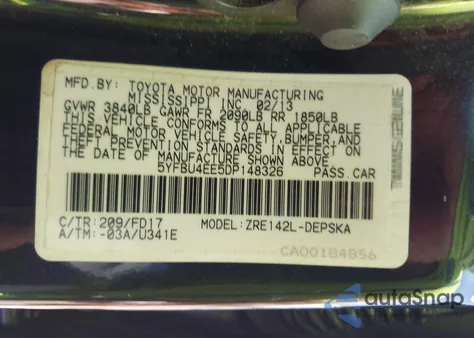 MFD.BY: TOYOTA MOTOR MANUFACTURING
MISSISSIPPI INC. 02/13
GVWR 3840LB GAWR FR 2090LB RR 1850LB
THIS VEHICLE CONFORMS TO ALL APPLICABLE
FEDERAL MOTOR VEHICLE SAFETY, BUMPER, AND
THEFT PREVENTION STANDARDS IN EFFECT ON
THE DATE OF MANUFACTURE SHOWN ABOVE.
5YFBU4EE5DP148326 PASS.CAR
C/TR:209/FD17 MODEL:ZRE142L-DEPSKA
A/TM:-03A/U341E
CA00184856
autoSnap